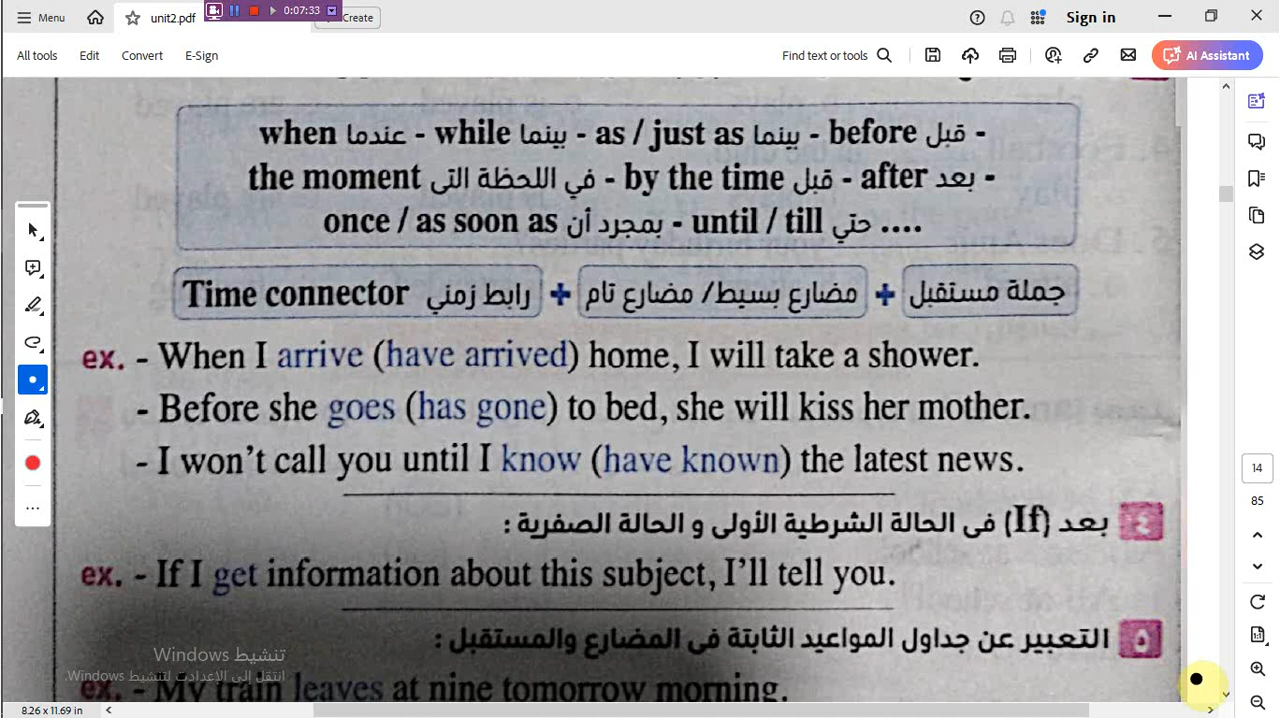 Menu
unit2.pdf
0:07:33
Create
Sign in
All tools Edit Convert E-Sign
Find text or tools
AI Assistant
when عندما - while بينما - as / just as بينما - before قبل -
the moment في اللحظة التى - by the time قبل - after بعد -
once / as soon as بمجرد أن - until / till حتي ....
Time connector رابط زمني + مضارع بسيط/ مضارع تام + جملة مستقبل
ex. - When I arrive (have arrived) home, I will take a shower.
- Before she goes (has gone) to bed, she will kiss her mother.
- I won't call you until I know (have known) the latest news.
٤ بعد (If) فى الحالة الشرطية الأولى و الحالة الصفرية :
ex. - If I get information about this subject, I'll tell you.
٥ التعبير عن جداول المواعيد الثابتة فى المضارع والمستقبل :
ex. - My train leaves at nine tomorrow morning.
تنشيط Windows
انتقل إلى الإعدادات لتنشيط Windows.
14
85
8.26 x 11.69 in